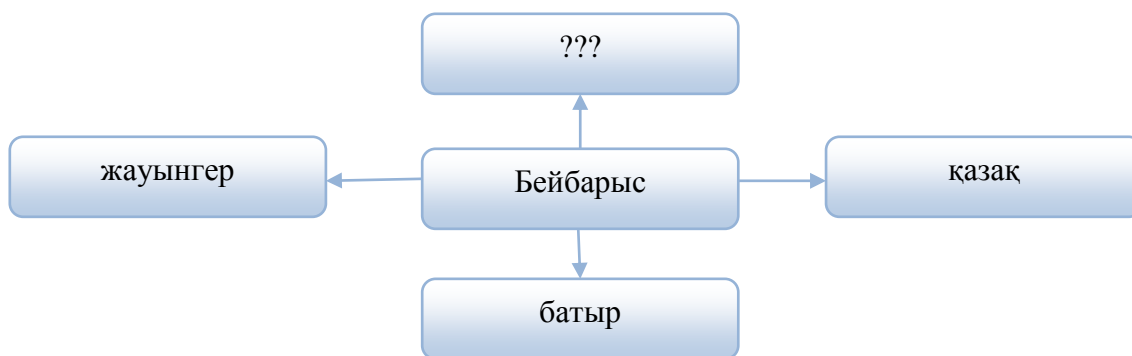 ???
жауынгер
Бейбарыс
қазақ
батыр